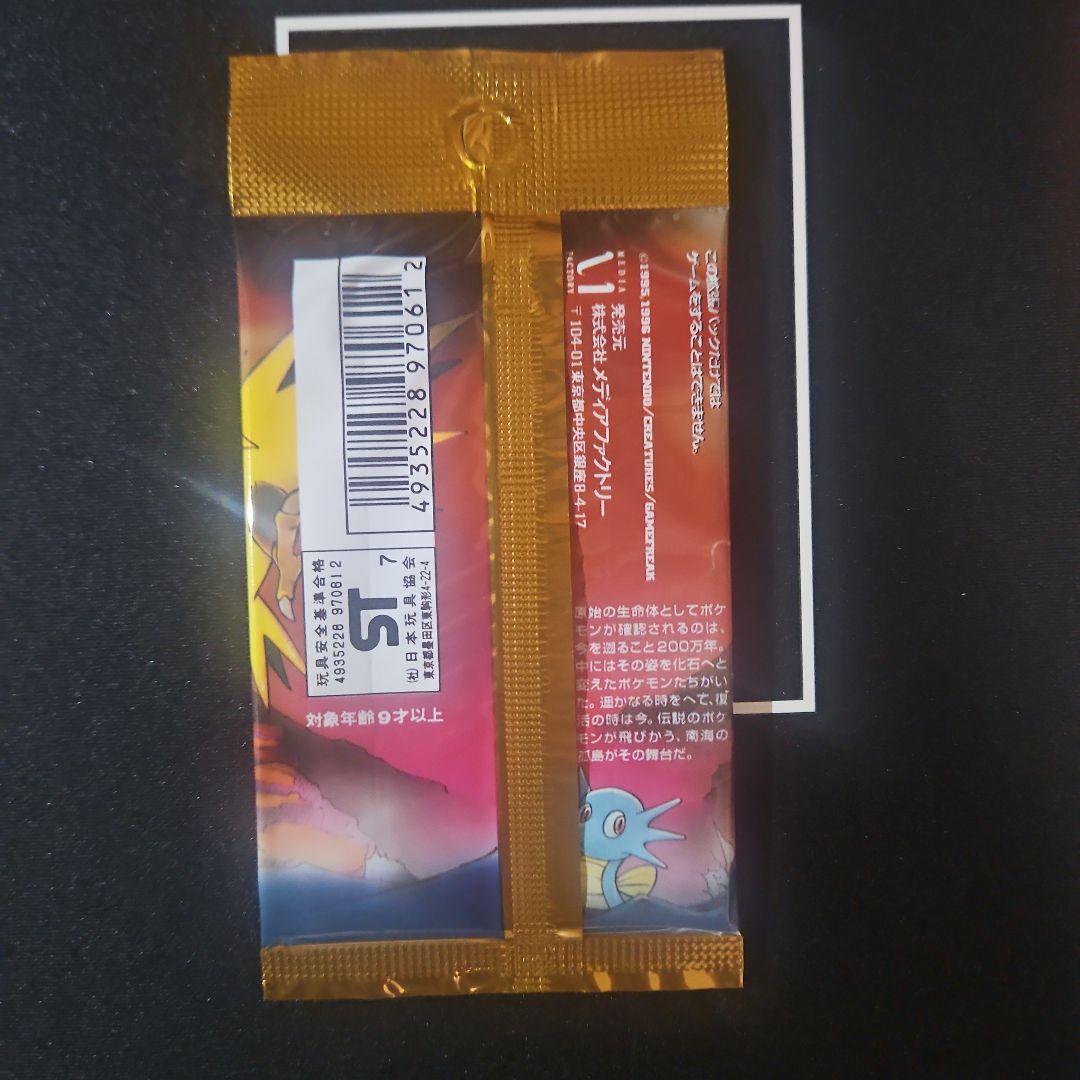 4935228 970612
玩具安全基準合格
4935228 970612
ST
7
(社)日本玩具協会
東京都墨田区東駒形4-22-4
対象年齢9才以上
この拡張パックだけでは
ゲームをすることはできません。
©1995,1996 NINTENDO/CREATURES/GAMEFREAK
MEDIA
FACTORY
発売元
株式会社メディアファクトリー
〒104-01東京都中央区銀座8-4-17
原始の生命体としてポケ
モンが確認されるのは、
今を遡ること200万年。
中にはその姿を化石へと
変えたポケモンたちがい
だ。遥かなる時をへて、復
活の時は今。伝説のポケ
モンが飛びかう、南海の
孤島がその舞台だ。